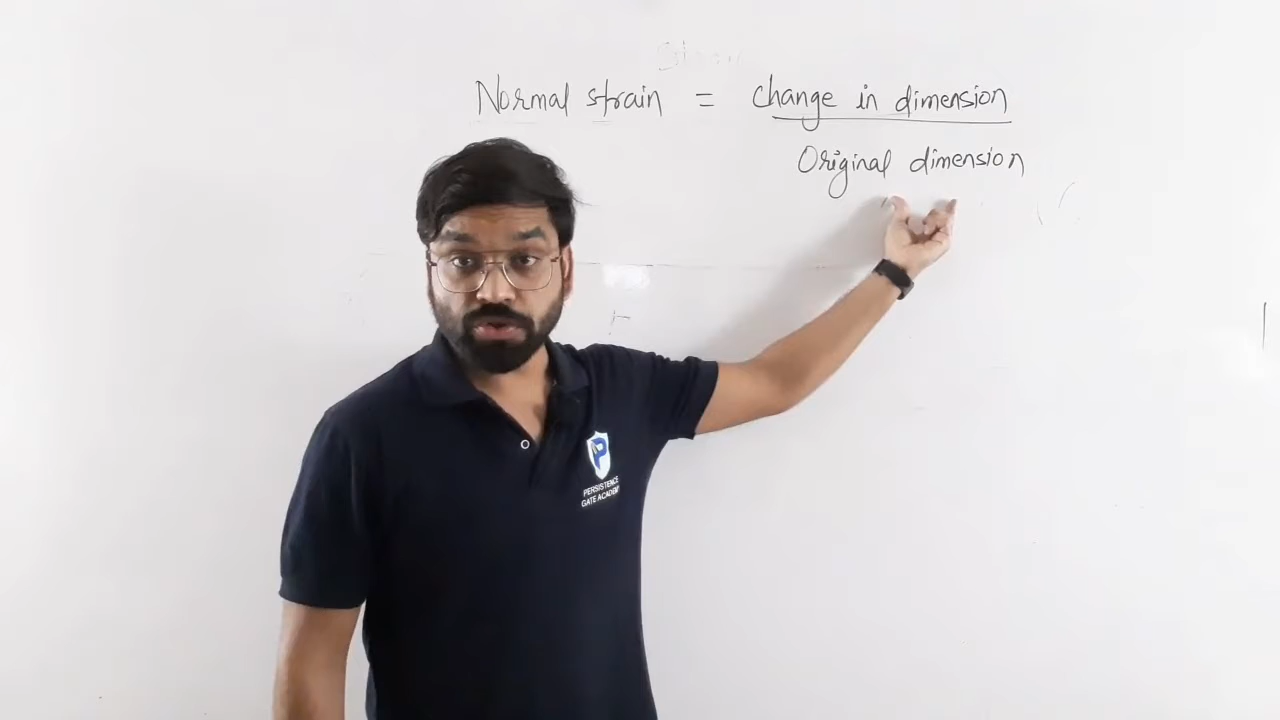 Normal strain = change in dimension
Original dimension
PERSISTENCE
GATE ACADEMY